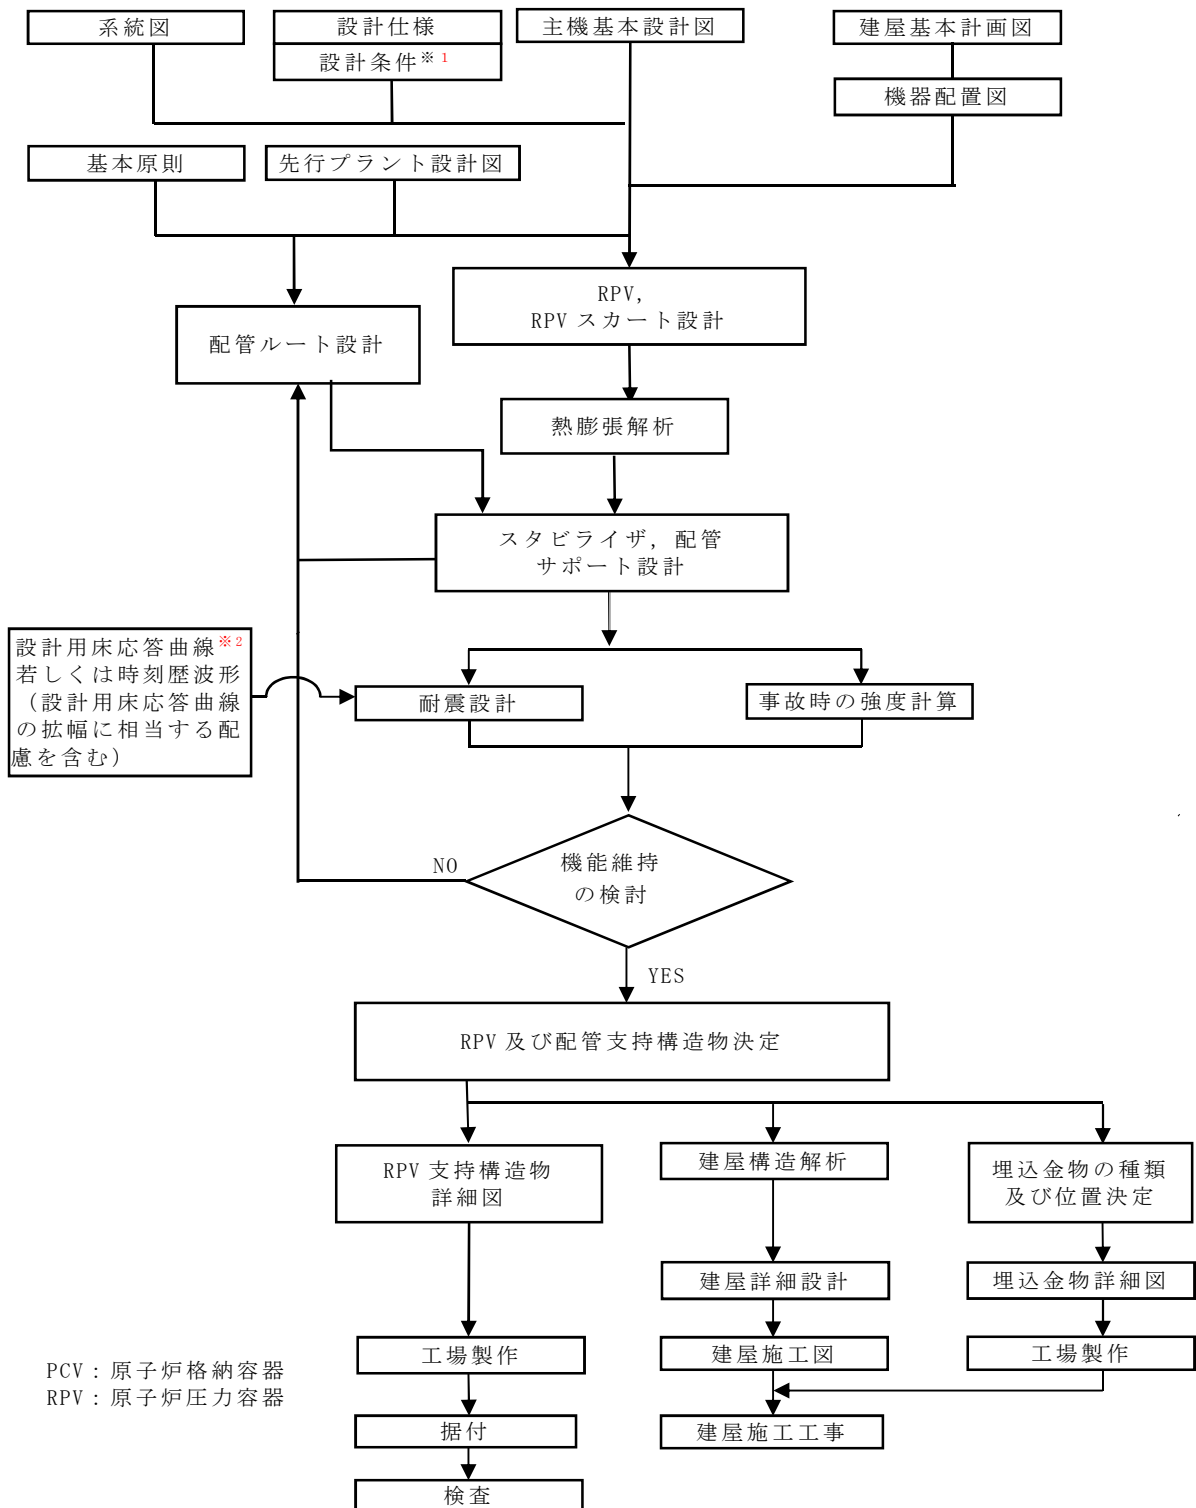 系統図
設計仕様
設計条件※1
主機基本設計図
建屋基本計画図
機器配置図
基本原則
先行プラント設計図
RPV,
RPVスカート設計
配管ルート設計
熱膨張解析
スタビライザ，配管
サポート設計
設計用床応答曲線※2
若しくは時刻歴波形
（設計用床応答曲線
の拡幅に相当する配
慮を含む）
耐震設計
事故時の強度計算
機能維持
の検討
NO
YES
RPV及び配管支持構造物決定
RPV支持構造物
詳細図
建屋構造解析
埋込金物の種類
及び位置決定
建屋詳細設計
埋込金物詳細図
工場製作
建屋施工図
工場製作
PCV：原子炉格納容器
RPV：原子炉圧力容器
据付
建屋施工工事
検査